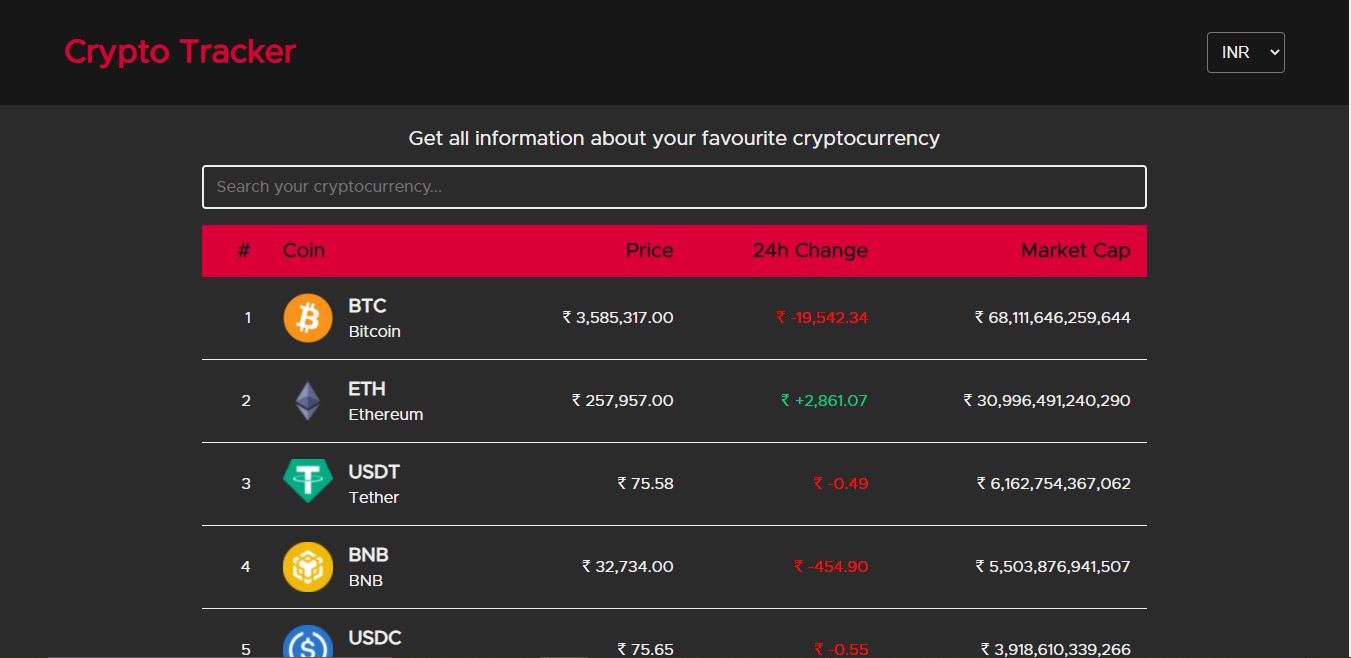 Crypto Tracker
INR
Get all information about your favourite cryptocurrency
Search your cryptocurrency...
# Coin Price 24h Change Market Cap
1 BTC Bitcoin ₹ 3,585,317.00 ₹ -19,542.34 ₹ 68,111,646,259,644
2 ETH Ethereum ₹ 257,957.00 ₹ +2,861.07 ₹ 30,996,491,240,290
3 USDT Tether ₹ 75.58 ₹ -0.49 ₹ 6,162,754,367,062
4 BNB BNB ₹ 32,734.00 ₹ -454.90 ₹ 5,503,876,941,507
5 USDC ₹ 75.65 ₹ -0.55 ₹ 3,918,610,339,266